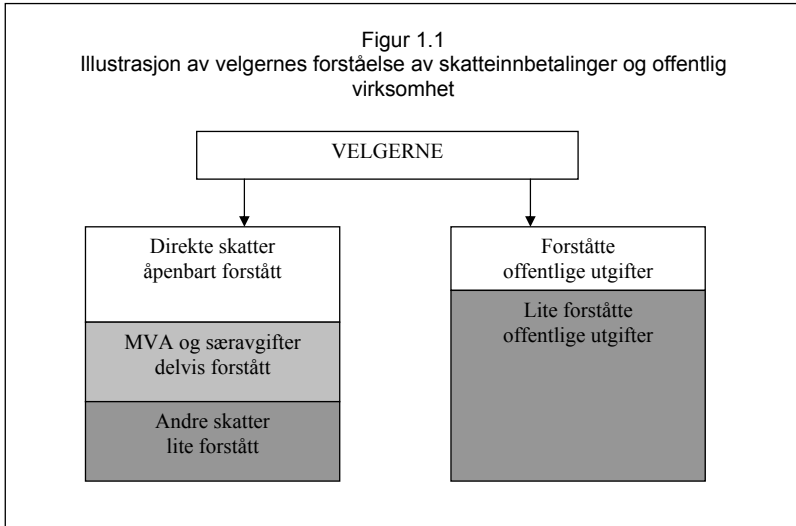 Figur 1.1
Illustrasjon av velgernes forståelse av skatteinnbetalinger og offentlig
virksomhet
VELGERNE
Direkte skatter
åpenbart forstått
MVA og særavgifter
delvis forstått
Andre skatter
lite forstått
Forståtte
offentlige utgifter
Lite forståtte
offentlige utgifter